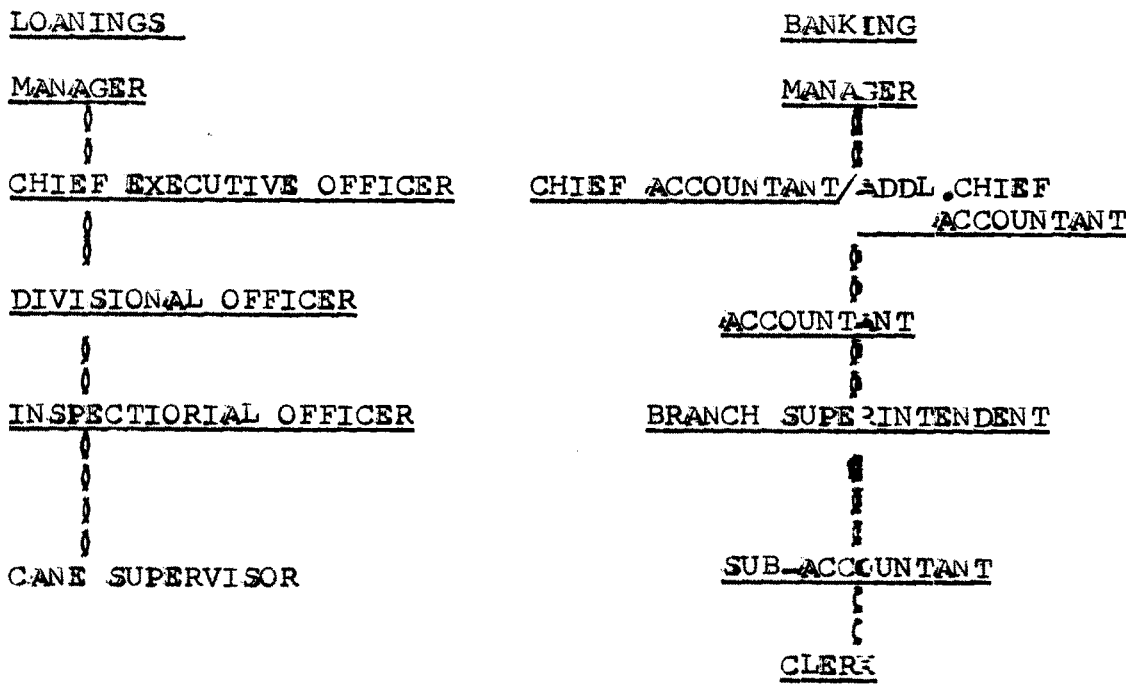 LOANINGS
MANAGER
CHIEF EXECUTIVE OFFICER
DIVISIONAL OFFICER
INSPECTIORIAL OFFICER
CANE SUPERVISOR
BANKING
MANAGER
CHIEF ACCOUNTANT/ADDL.CHIEF
ACCOUNTANT
ACCOUNTANT
BRANCH SUPERINTENDENT
SUB-ACCOUNTANT
CLERK